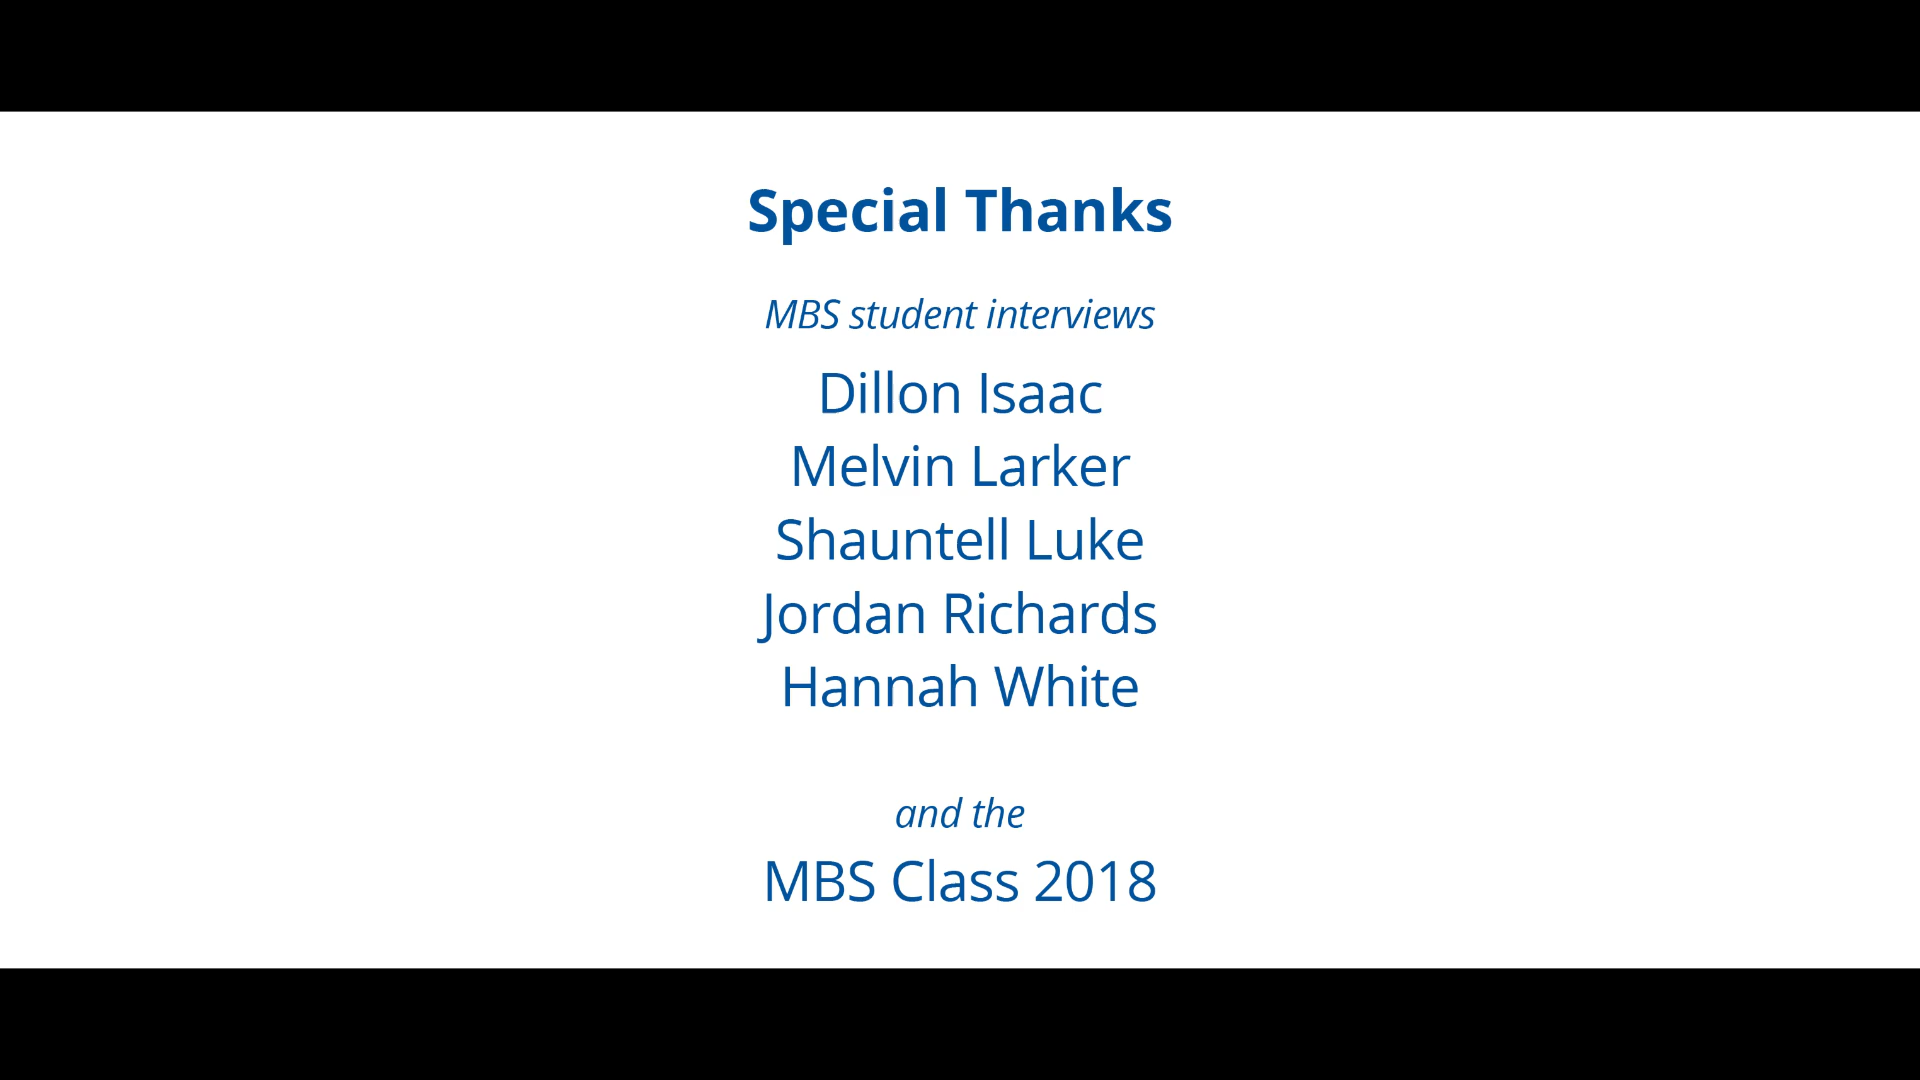 Special Thanks
MBS student interviews
Dillon Isaac
Melvin Larker
Shauntell Luke
Jordan Richards
Hannah White
and the
MBS Class 2018